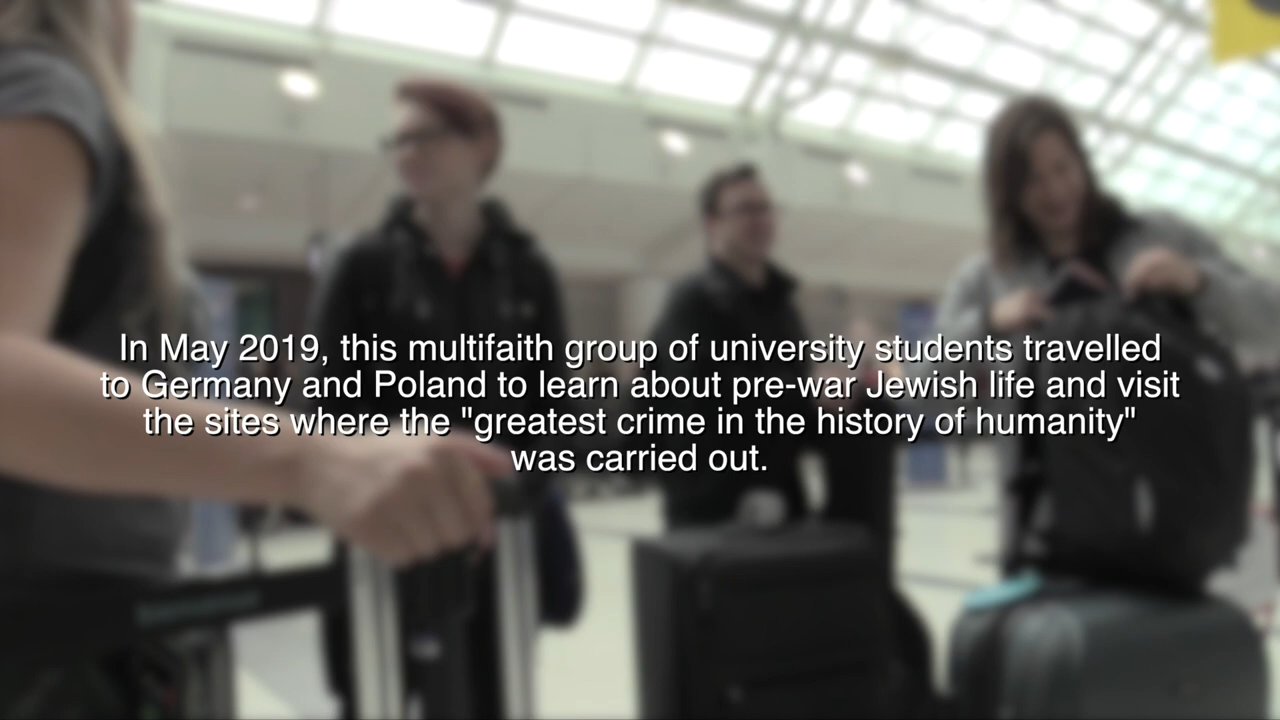 In May 2019, this multifaith group of university students travelled
to Germany and Poland to learn about pre-war Jewish life and visit
the sites where the "greatest crime in the history of humanity"
was carried out.